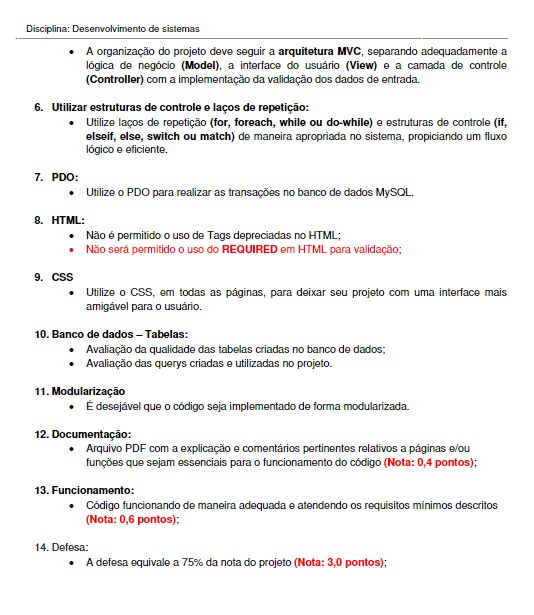 Disciplina: Desenvolvimento de sistemas
• A organização do projeto deve seguir a arquitetura MVC, separando adequadamente a
lógica de negócio (Model), a interface do usuário (View) e a camada de controle
(Controller) com a implementação da validação dos dados de entrada.
6. Utilizar estruturas de controle e laços de repetição:
• Utilize laços de repetição (for, foreach, while ou do-while) e estruturas de controle (if,
elseif, else, switch ou match) de maneira apropriada no sistema, propiciando um fluxo
lógico e eficiente.
7. PDO:
• Utilize o PDO para realizar as transações no banco de dados MySQL.
8. HTML:
• Não é permitido o uso de Tags depreciadas no HTML;
• Não será permitido o uso do REQUIRED em HTML para validação;
9. CSS
• Utilize o CSS, em todas as páginas, para deixar seu projeto com uma interface mais
amigável para o usuário.
10. Banco de dados – Tabelas:
• Avaliação da qualidade das tabelas criadas no banco de dados;
• Avaliação das querys criadas e utilizadas no projeto.
11. Modularização
• É desejável que o código seja implementado de forma modularizada.
12. Documentação:
• Arquivo PDF com a explicação e comentários pertinentes relativos a páginas e/ou
funções que sejam essenciais para o funcionamento do código (Nota: 0,4 pontos);
13. Funcionamento:
• Código funcionando de maneira adequada e atendendo os requisitos mínimos descritos
(Nota: 0,6 pontos);
14. Defesa:
• A defesa equivale a 75% da nota do projeto (Nota: 3,0 pontos);